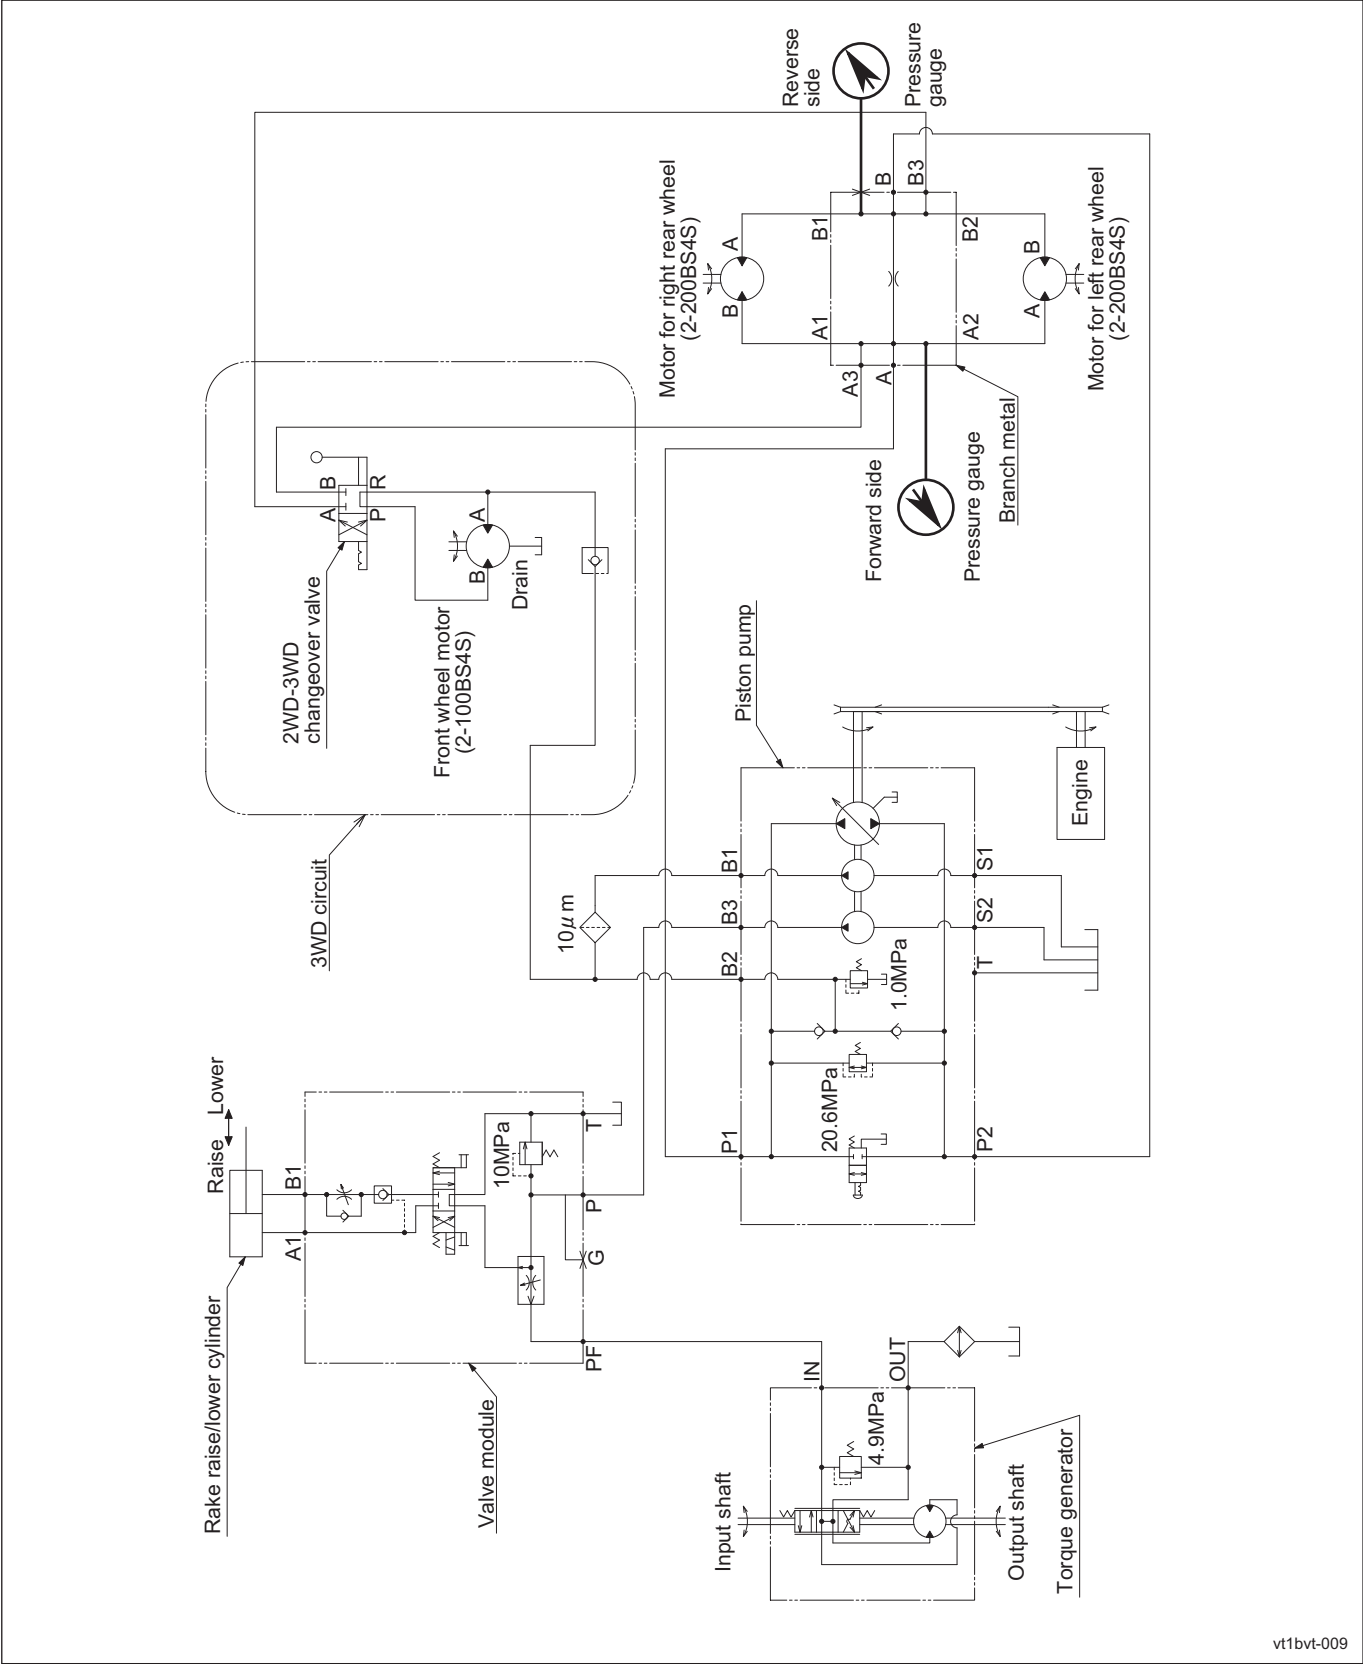 Reverse
side
Pressure
gauge
Motor for right rear wheel
(2-200BS4S)
A
B
B1
B
B3
B2
A1
A3
A
A2
B
A
Motor for left rear wheel
(2-200BS4S)
Branch metal
Forward side
Pressure gauge
2WD-3WD
changeover valve
A
B
P
R
Front wheel motor
(2-100BS4S)
A
B
Drain
3WD circuit
Piston pump
Engine
10μm
B1
B3
B2
P1
S1
S2
T
P2
1.0MPa
20.6MPa
Raise
Lower
Rake raise/lower cylinder
A1
B1
10MPa
T
P
G
PF
Valve module
IN
OUT
4.9MPa
Input shaft
Output shaft
Torque generator
vt1bvt-009